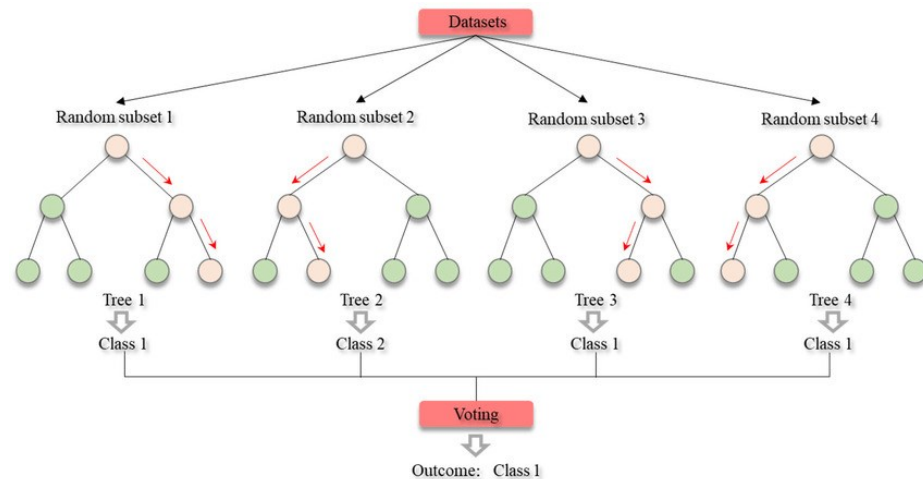 Datasets
Random subset 1
Random subset 2
Random subset 3
Random subset 4
Tree 1
Tree 2
Tree 3
Tree 4
Class 1
Class 2
Class 1
Class 1
Voting
Outcome: Class 1